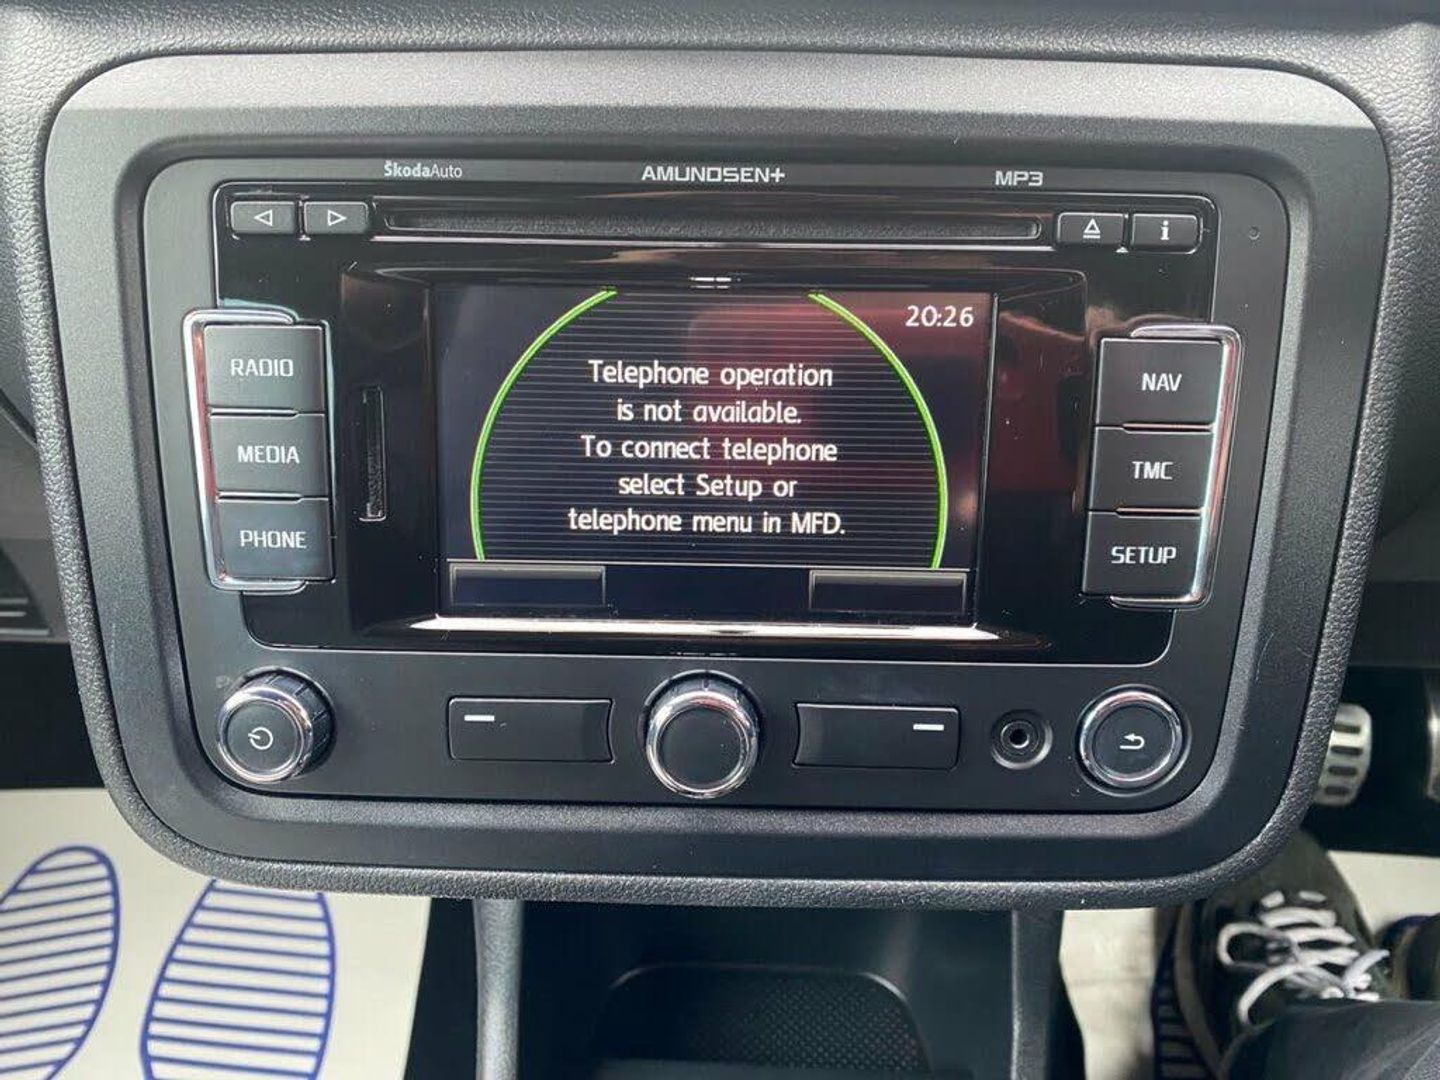 ŠkodaAuto AMUNDSEN+ MP3
i
20:26
RADIO
MEDIA
PHONE
Telephone operation
is not available.
To connect telephone
select Setup or
telephone menu in MFD.
NAV
TMC
SETUP